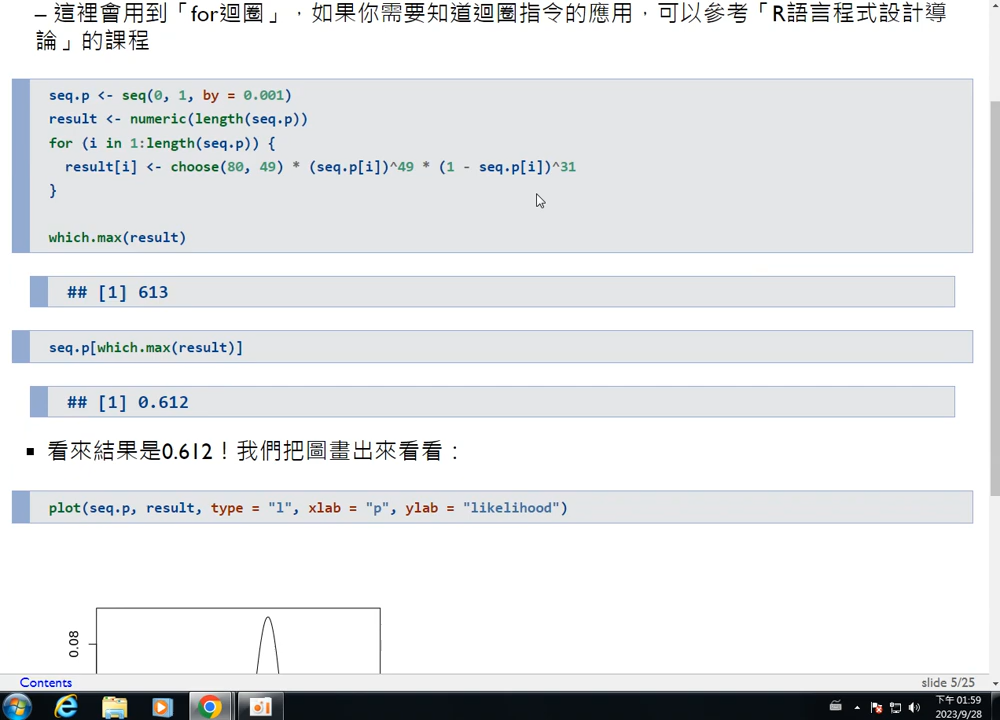 – 這裡會用到「for迴圈」，如果你需要知道迴圈指令的應用，可以參考「R語言程式設計導
論」的課程
seq.p <- seq(0, 1, by = 0.001)
result <- numeric(length(seq.p))
for (i in 1:length(seq.p)) {
  result[i] <- choose(80, 49) * (seq.p[i])^49 * (1 - seq.p[i])^31
}
which.max(result)
## [1] 613
seq.p[which.max(result)]
## [1] 0.612
▪ 看來結果是0.612！我們把圖畫出來看看：
plot(seq.p, result, type = "l", xlab = "p", ylab = "likelihood")
0.08
Contents
slide 5/25
下午 01:59
2023/9/28